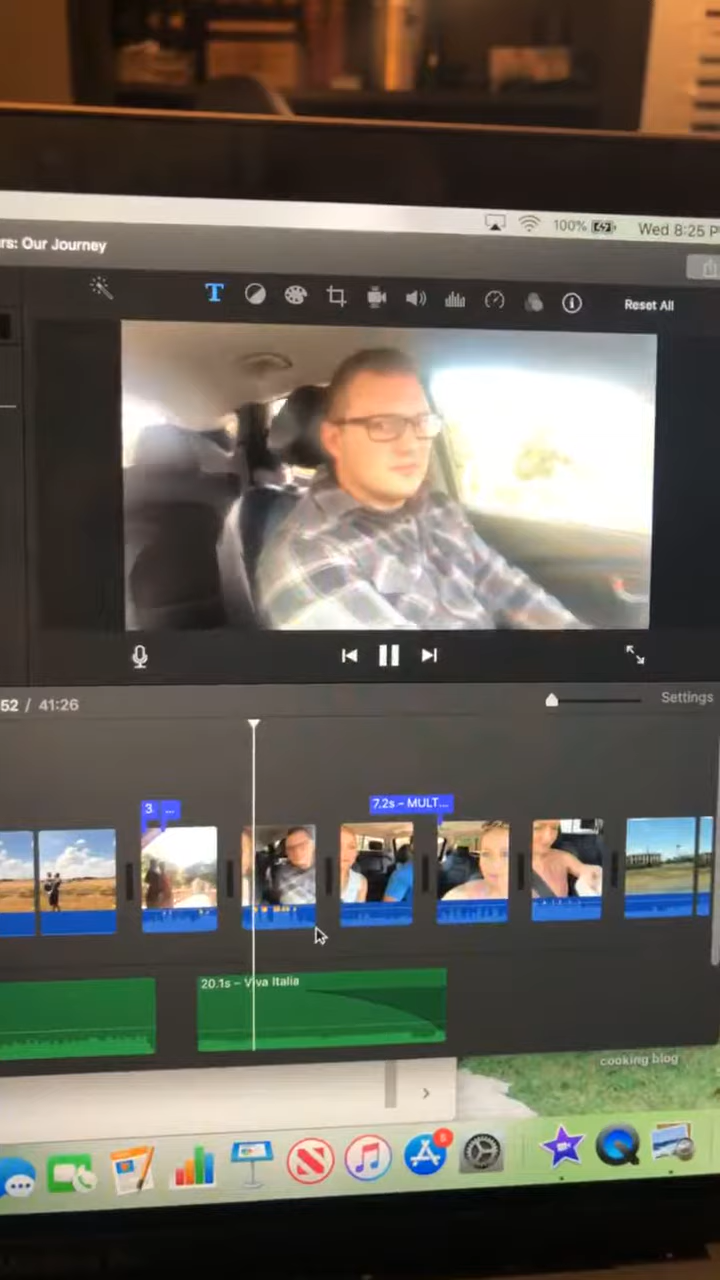 100%
Wed 8:25 P
rs: Our Journey
T
Reset All
52 / 41:26
Settings
3. ...
7.2s – MULT...
20.1s – Viva Italia
cooking blog